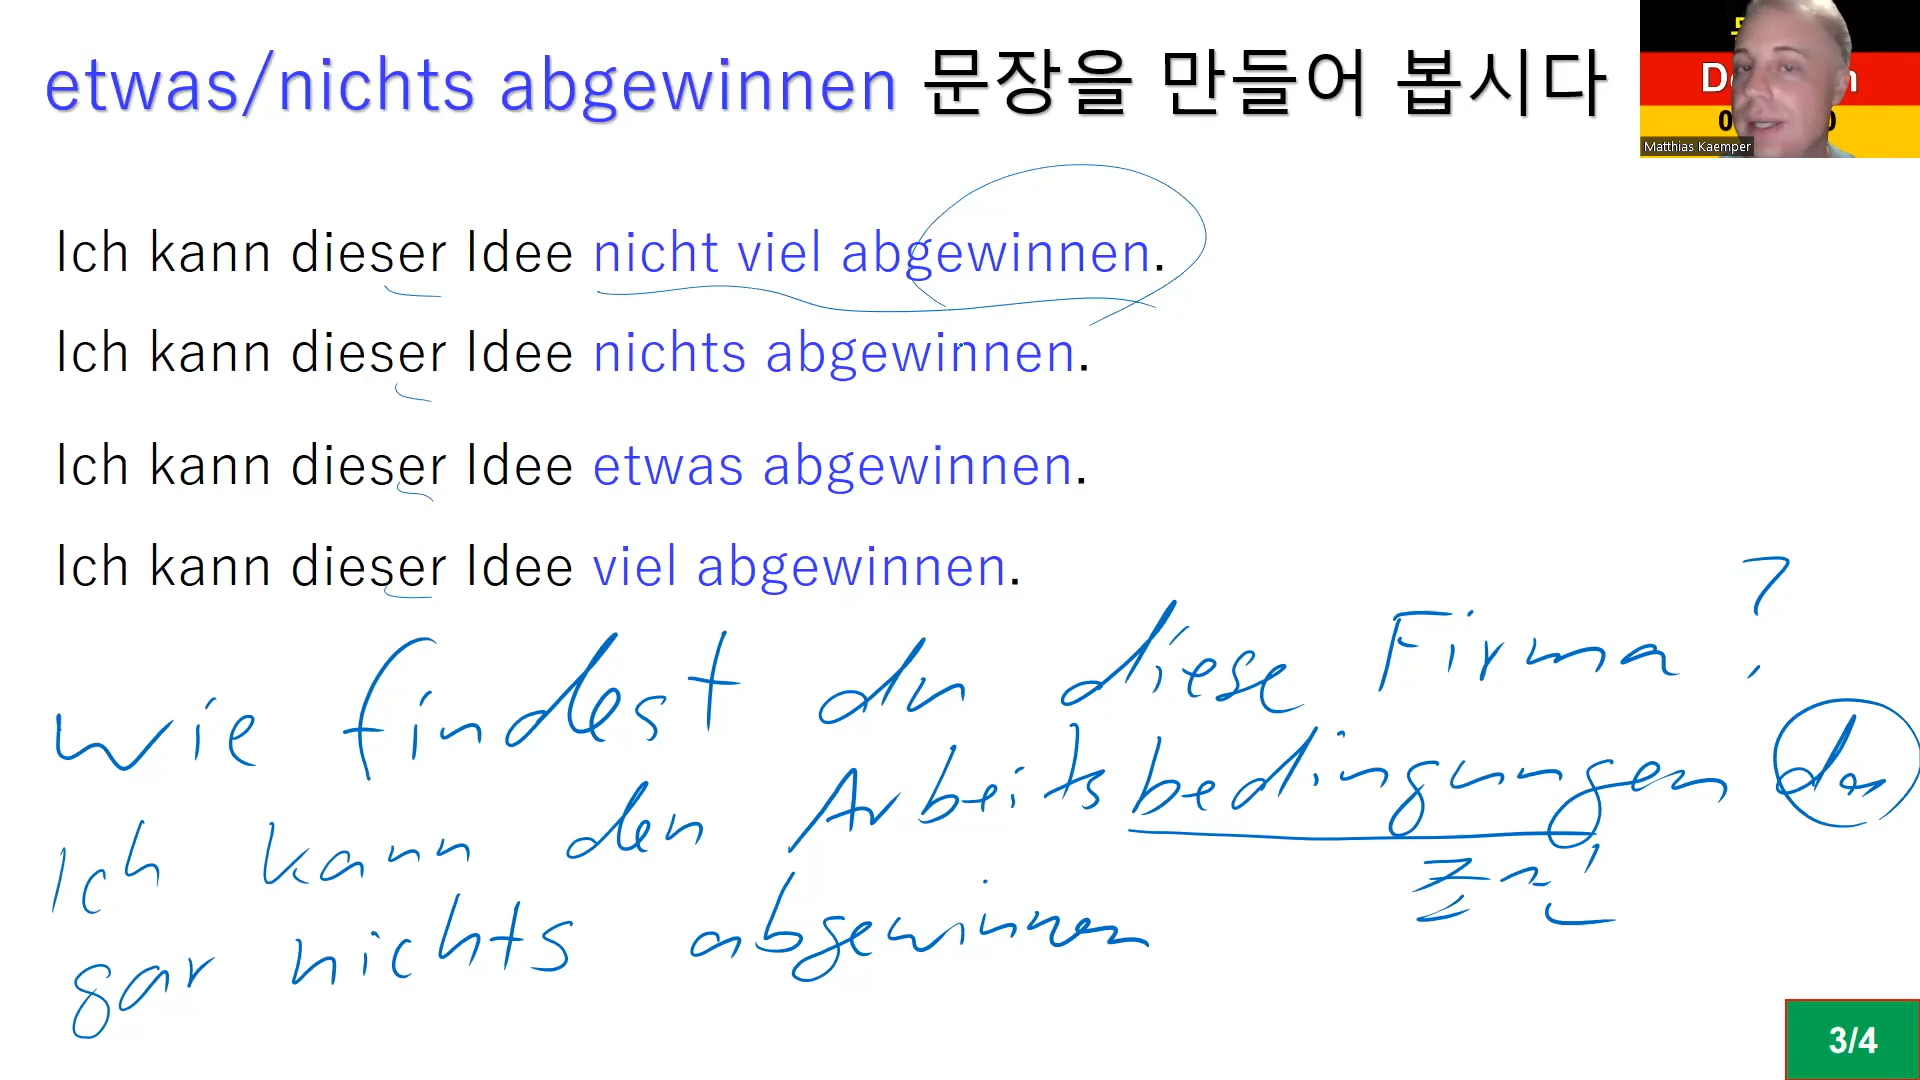 etwas/nichts abgewinnen 문장을 만들어 봅시다
Matthias Kaemper
Ich kann dieser Idee nicht viel abgewinnen.
Ich kann dieser Idee nichts abgewinnen.
Ich kann dieser Idee etwas abgewinnen.
Ich kann dieser Idee viel abgewinnen.
Wie findest du diese Firma?
Ich kann den Arbeitsbedingungen da
gar nichts abgewinnen
조건
3/4